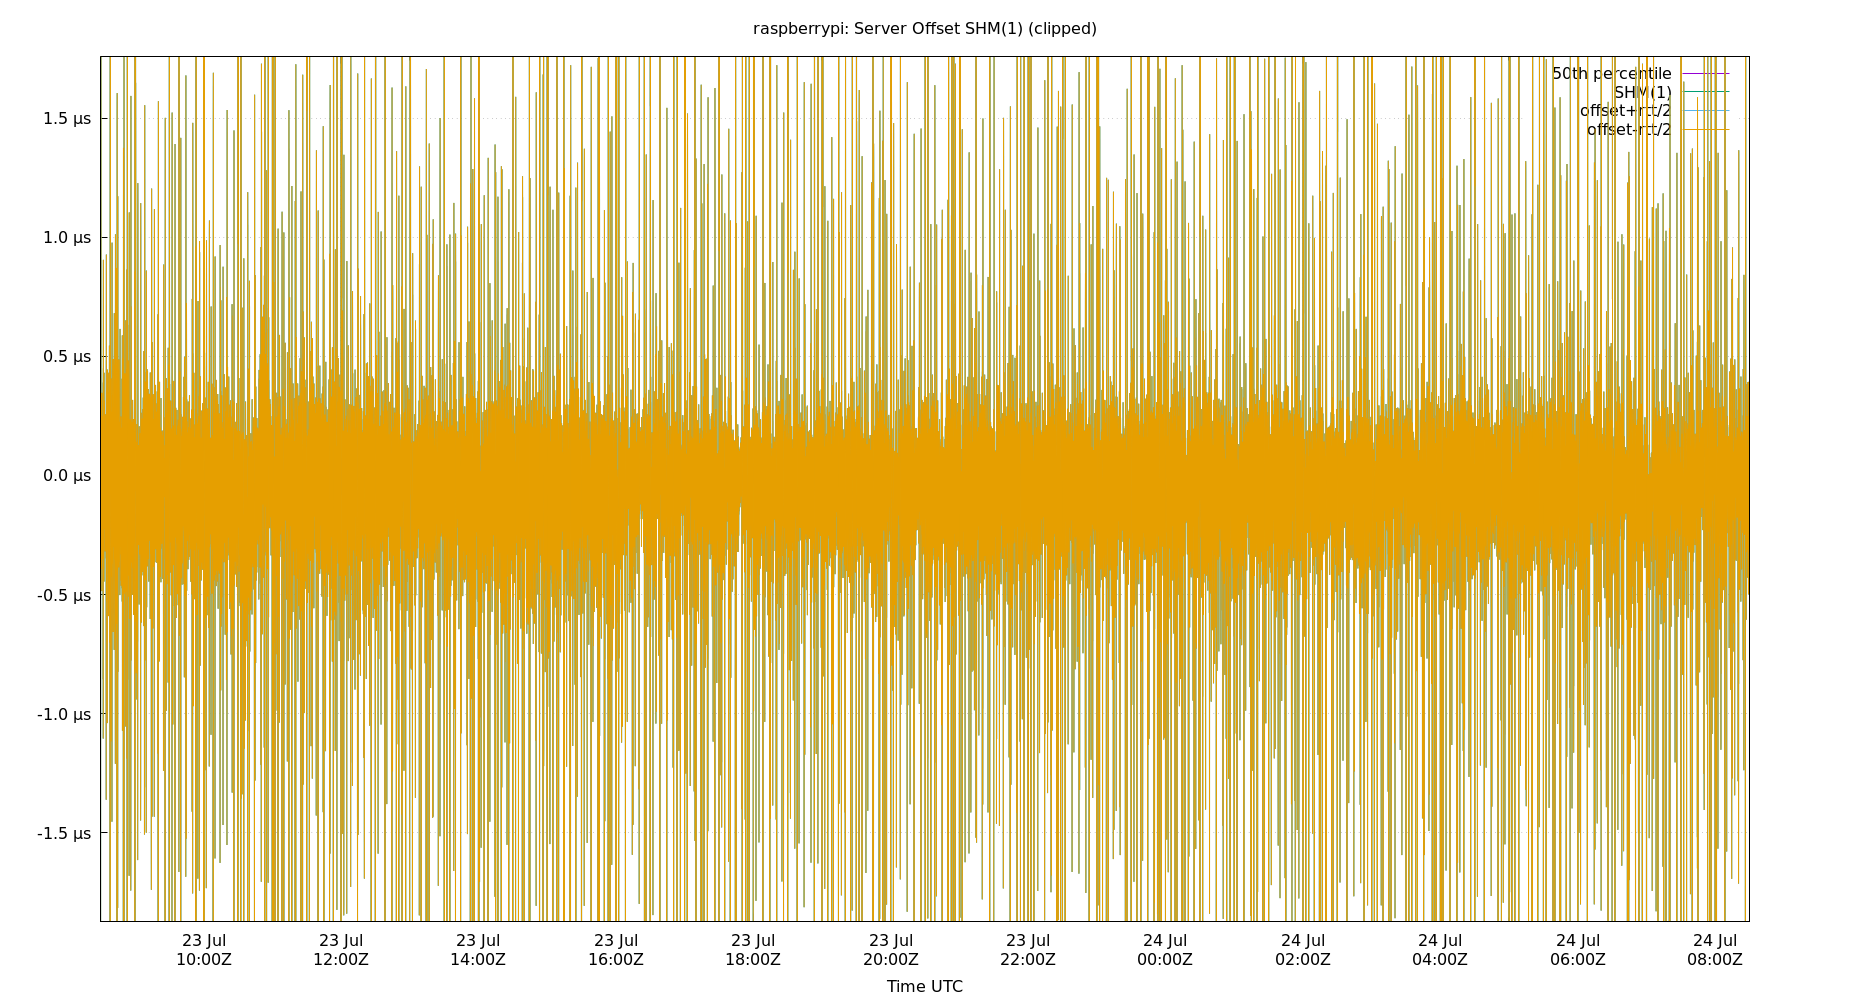 raspberrypi: Server Offset SHM(1) (clipped)
50th percentile
SHM(1)
offset+rtt/2
offset-rtt/2
1.5 µs
1.0 µs
0.5 µs
0.0 µs
-0.5 µs
-1.0 µs
-1.5 µs
23 Jul 23 Jul 23 Jul 23 Jul 23 Jul 23 Jul 23 Jul 24 Jul 24 Jul 24 Jul 24 Jul 24 Jul
10:00Z 12:00Z 14:00Z 16:00Z 18:00Z 20:00Z 22:00Z 00:00Z 02:00Z 04:00Z 06:00Z 08:00Z
Time UTC